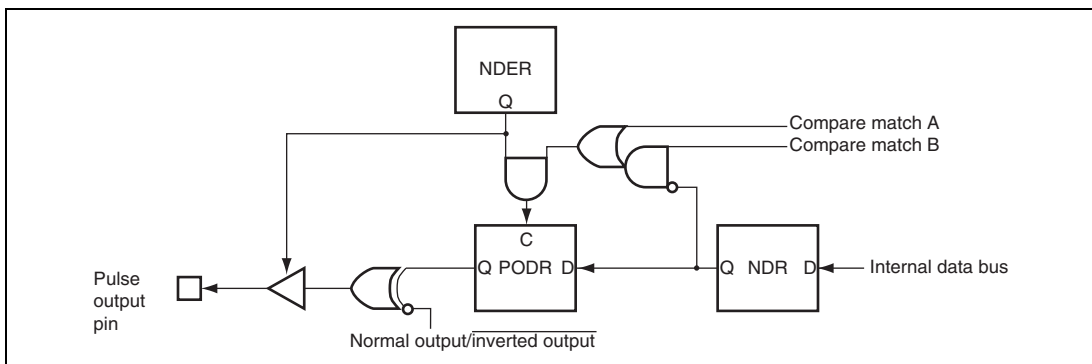 NDER
Q
Compare match A
Compare match B
C
Q PODR D
Q NDR D
Internal data bus
Pulse
output
pin
Normal output/inverted output